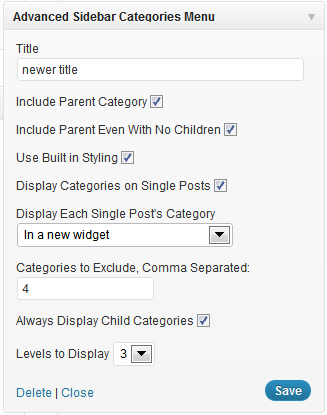 Advanced Sidebar Categories Menu
Title
newer title
Include Parent Category
Include Parent Even With No Children
Use Built in Styling
Display Categories on Single Posts
Display Each Single Post's Category
In a new widget
Categories to Exclude, Comma Separated:
4
Always Display Child Categories
Levels to Display 3
Delete | Close Save